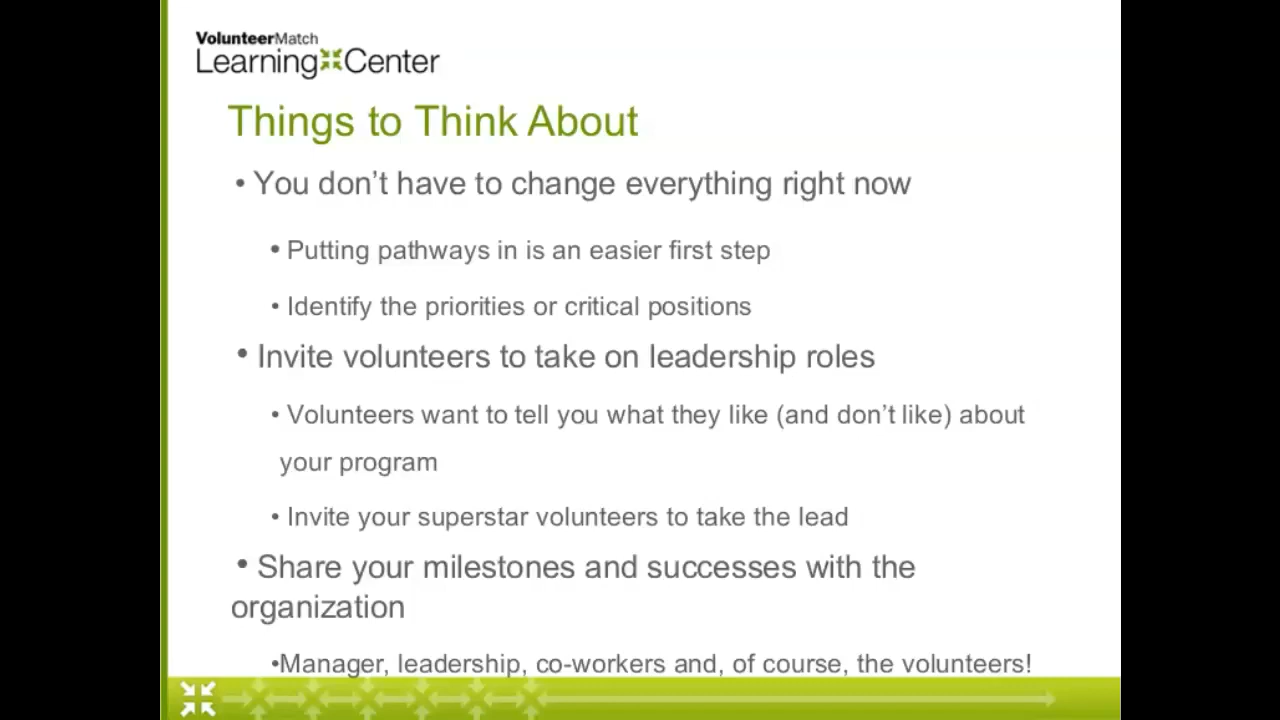 VolunteerMatch
Learning Center
Things to Think About
• You don’t have to change everything right now
• Putting pathways in is an easier first step
• Identify the priorities or critical positions
• Invite volunteers to take on leadership roles
• Volunteers want to tell you what they like (and don’t like) about
your program
• Invite your superstar volunteers to take the lead
• Share your milestones and successes with the
organization
•Manager, leadership, co-workers and, of course, the volunteers!